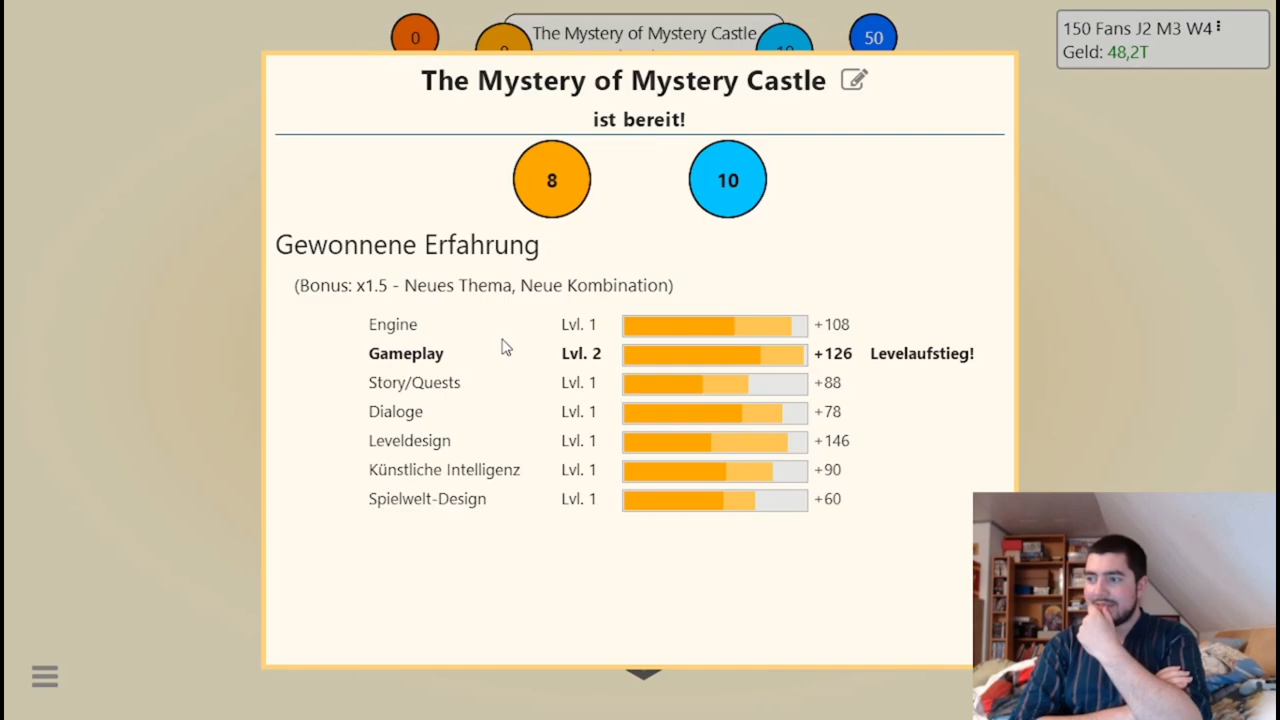 0
The Mystery of Mystery Castle
50
150 Fans J2 M3 W4
Geld: 48,2T
The Mystery of Mystery Castle
ist bereit!
8
10
Gewonnene Erfahrung
(Bonus: x1.5 - Neues Thema, Neue Kombination)
Engine Lvl. 1 +108
Gameplay Lvl. 2 +126 Levelaufstieg!
Story/Quests Lvl. 1 +88
Dialoge Lvl. 1 +78
Leveldesign Lvl. 1 +146
Künstliche Intelligenz Lvl. 1 +90
Spielwelt-Design Lvl. 1 +60